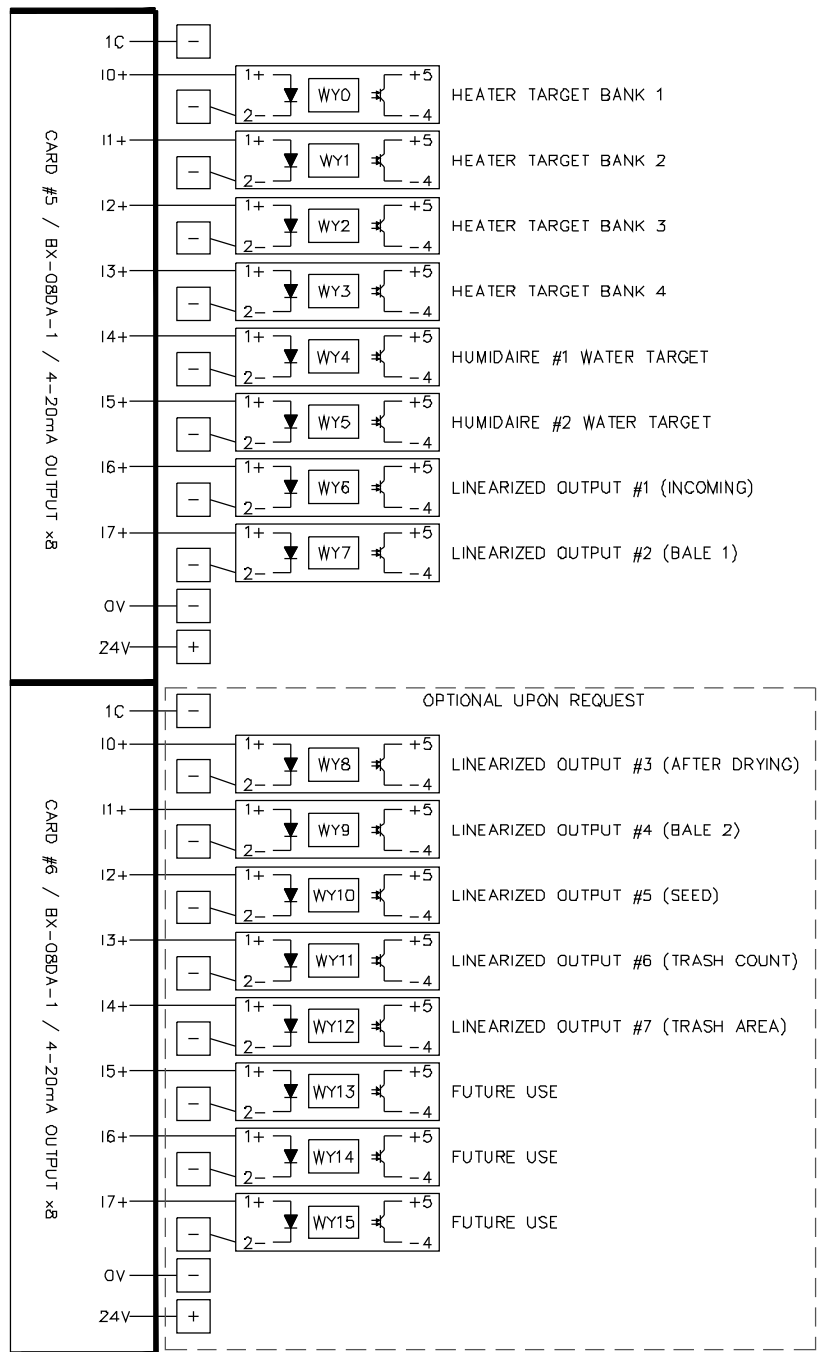 CARD #5 / BX-08DA-1 / 4-20mA OUTPUT x8
1C -
I0+ - 1+ 2- WY0 +5 -4 HEATER TARGET BANK 1
I1+ - 1+ 2- WY1 +5 -4 HEATER TARGET BANK 2
I2+ - 1+ 2- WY2 +5 -4 HEATER TARGET BANK 3
I3+ - 1+ 2- WY3 +5 -4 HEATER TARGET BANK 4
I4+ - 1+ 2- WY4 +5 -4 HUMIDAIRE #1 WATER TARGET
I5+ - 1+ 2- WY5 +5 -4 HUMIDAIRE #2 WATER TARGET
I6+ - 1+ 2- WY6 +5 -4 LINEARIZED OUTPUT #1 (INCOMING)
I7+ - 1+ 2- WY7 +5 -4 LINEARIZED OUTPUT #2 (BALE 1)
0V -
24V +
CARD #6 / BX-08DA-1 / 4-20mA OUTPUT x8
OPTIONAL UPON REQUEST
1C -
I0+ - 1+ 2- WY8 +5 -4 LINEARIZED OUTPUT #3 (AFTER DRYING)
I1+ - 1+ 2- WY9 +5 -4 LINEARIZED OUTPUT #4 (BALE 2)
I2+ - 1+ 2- WY10 +5 -4 LINEARIZED OUTPUT #5 (SEED)
I3+ - 1+ 2- WY11 +5 -4 LINEARIZED OUTPUT #6 (TRASH COUNT)
I4+ - 1+ 2- WY12 +5 -4 LINEARIZED OUTPUT #7 (TRASH AREA)
I5+ - 1+ 2- WY13 +5 -4 FUTURE USE
I6+ - 1+ 2- WY14 +5 -4 FUTURE USE
I7+ - 1+ 2- WY15 +5 -4 FUTURE USE
0V -
24V +